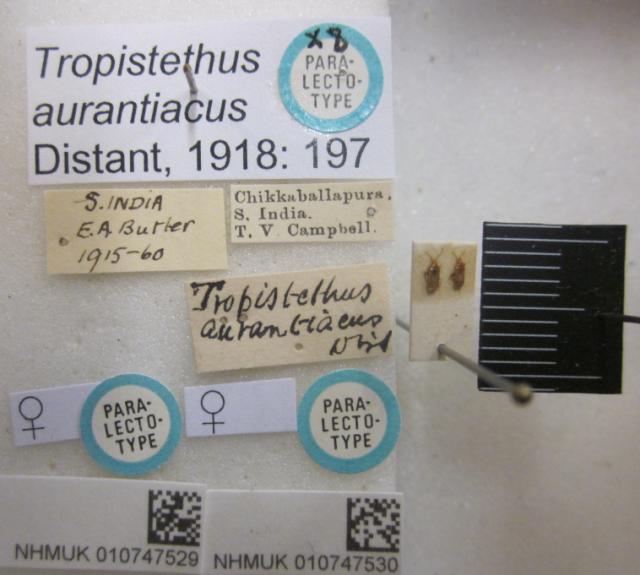 Tropistethus
aurantiacus
Distant, 1918: 197
x8
PARA-
LECTO-
TYPE
S. INDIA
E.A. Butler
1915-60
Chikkaballapura,
S. India.
T. V. Campbell.
Tropistethus
aurantiacus
Dist
♀
PARA-
LECTO-
TYPE
♀
PARA-
LECTO-
TYPE
NHMUK 010747529
NHMUK 010747530